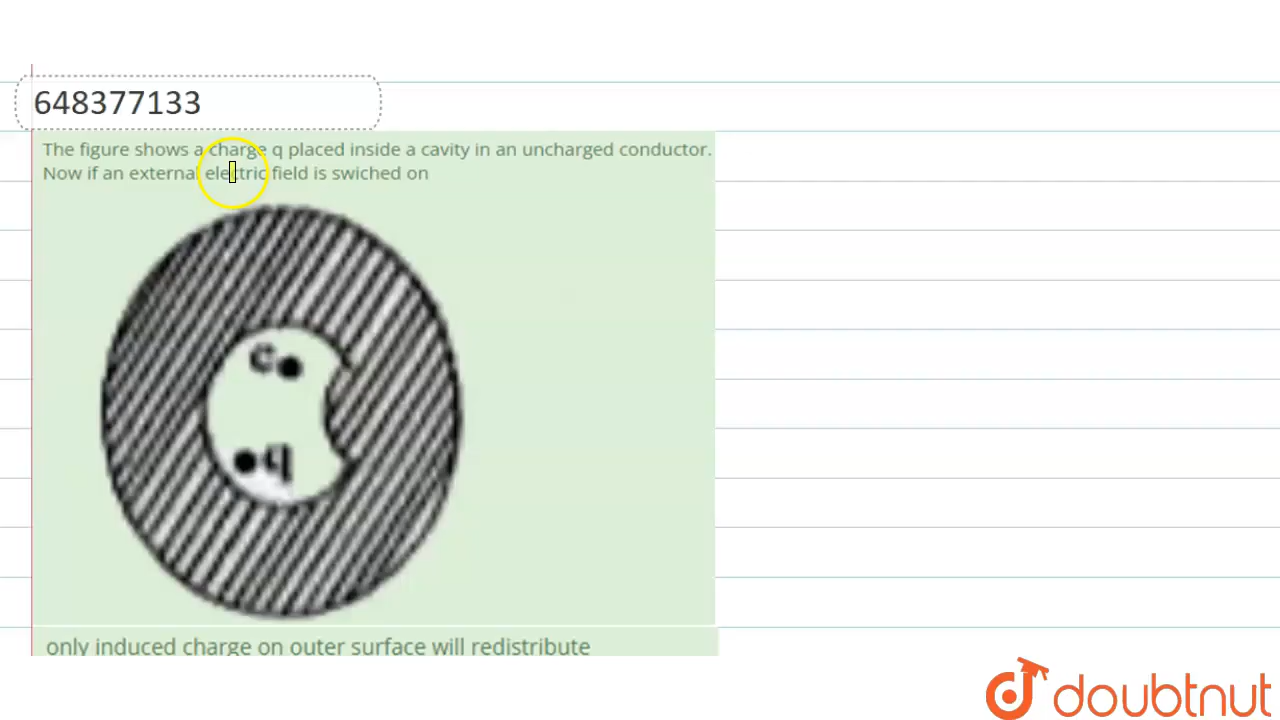 648377133
The figure shows a charge q placed inside a cavity in an uncharged conductor.
Now if an external electric field is swiched on
c
q
only induced charge on outer surface will redistribute
doubtnut